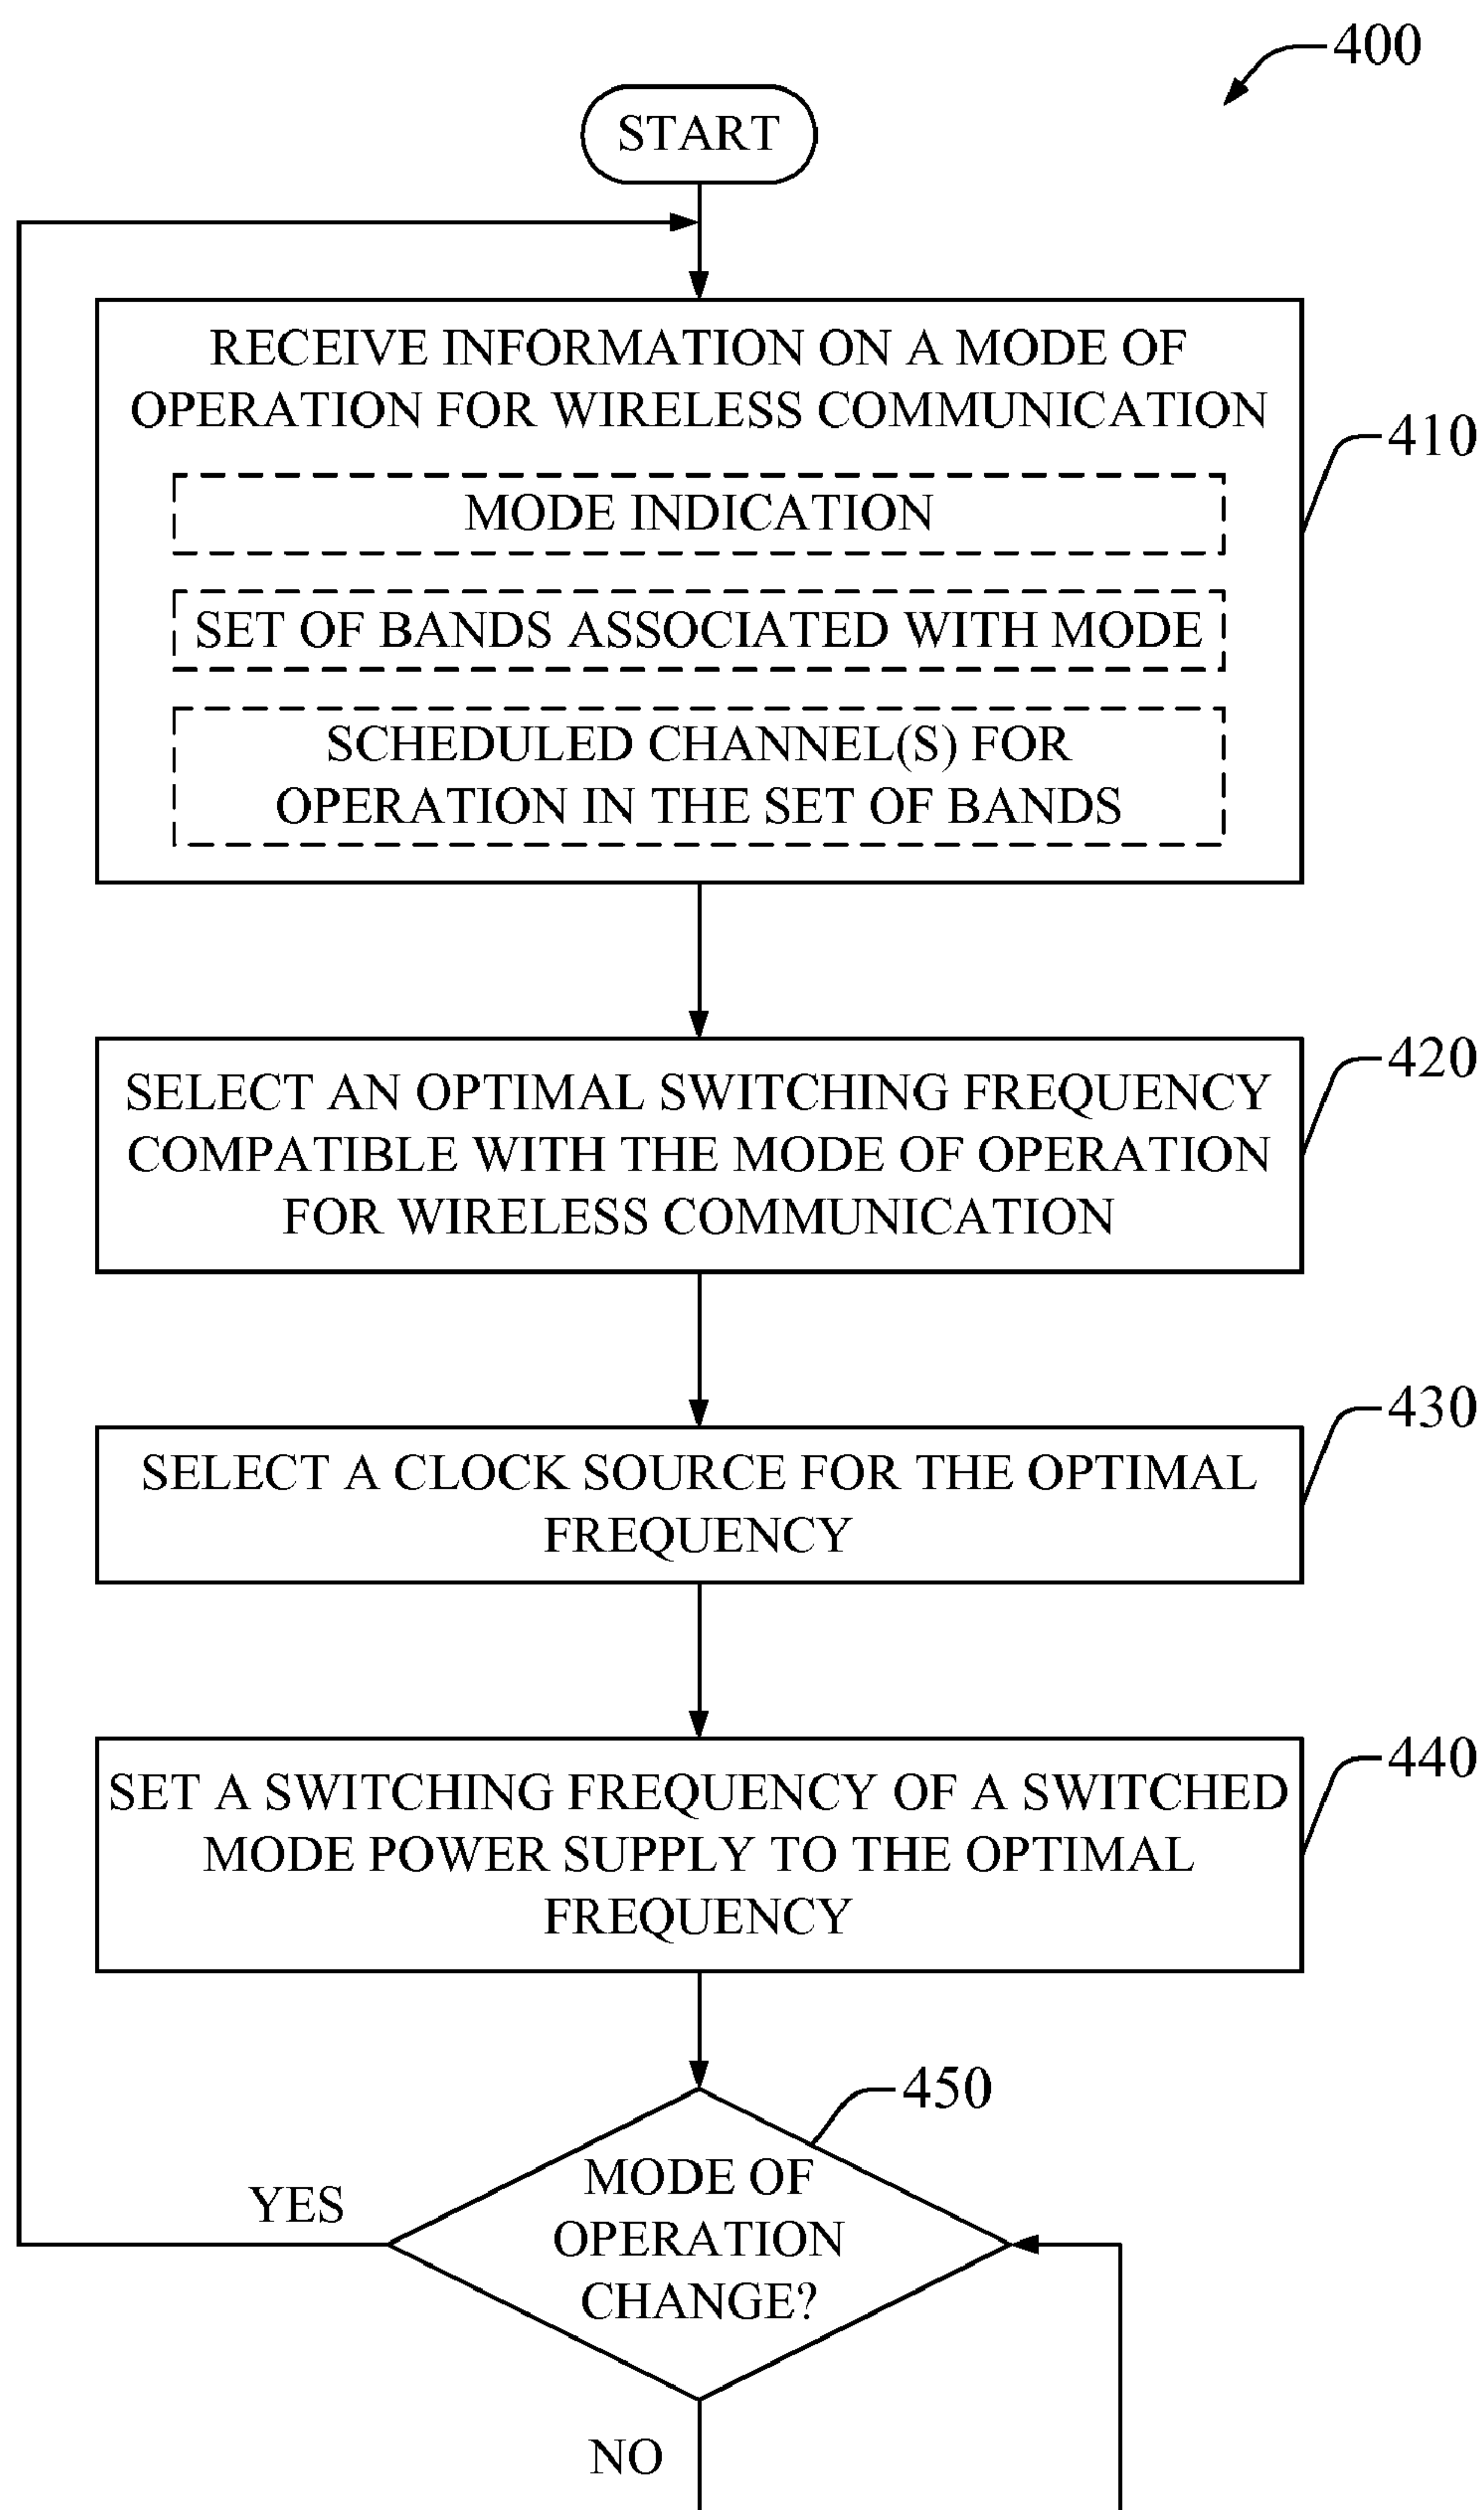 400
START
RECEIVE INFORMATION ON A MODE OF
OPERATION FOR WIRELESS COMMUNICATION
410
MODE INDICATION
SET OF BANDS ASSOCIATED WITH MODE
SCHEDULED CHANNEL(S) FOR
OPERATION IN THE SET OF BANDS
420
SELECT AN OPTIMAL SWITCHING FREQUENCY
COMPATIBLE WITH THE MODE OF OPERATION
FOR WIRELESS COMMUNICATION
430
SELECT A CLOCK SOURCE FOR THE OPTIMAL
FREQUENCY
440
SET A SWITCHING FREQUENCY OF A SWITCHED
MODE POWER SUPPLY TO THE OPTIMAL
FREQUENCY
450
MODE OF
OPERATION
CHANGE?
YES
NO